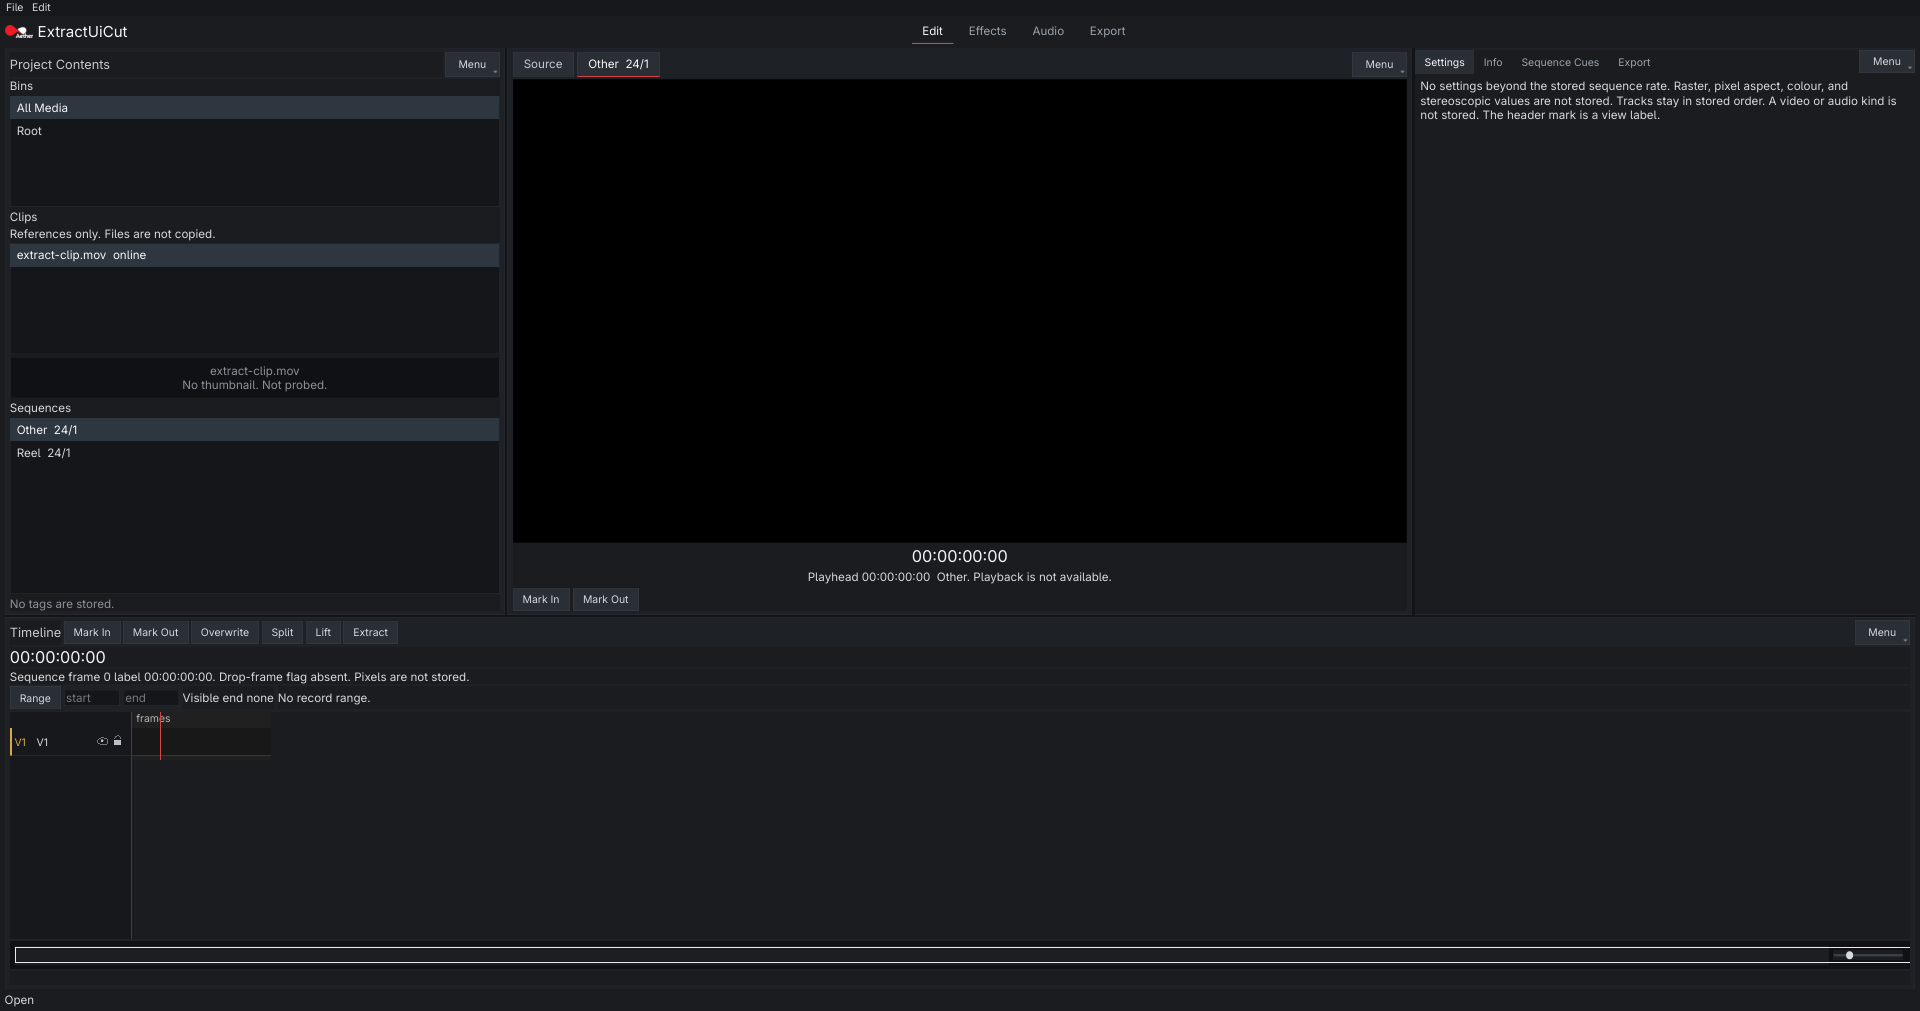 File Edit
Aether ExtractUiCut
Edit Effects Audio Export
Project Contents Menu
Bins
All Media
Root
Clips
References only. Files are not copied.
extract-clip.mov online
extract-clip.mov
No thumbnail. Not probed.
Sequences
Other 24/1
Reel 24/1
No tags are stored.
Source Other 24/1 Menu
00:00:00:00
Playhead 00:00:00:00 Other. Playback is not available.
Mark In Mark Out
Settings Info Sequence Cues Export Menu
No settings beyond the stored sequence rate. Raster, pixel aspect, colour, and
stereoscopic values are not stored. Tracks stay in stored order. A video or audio kind is
not stored. The header mark is a view label.
Timeline Mark In Mark Out Overwrite Split Lift Extract Menu
00:00:00:00
Sequence frame 0 label 00:00:00:00. Drop-frame flag absent. Pixels are not stored.
Range start end Visible end none No record range.
frames
V1 V1
Open